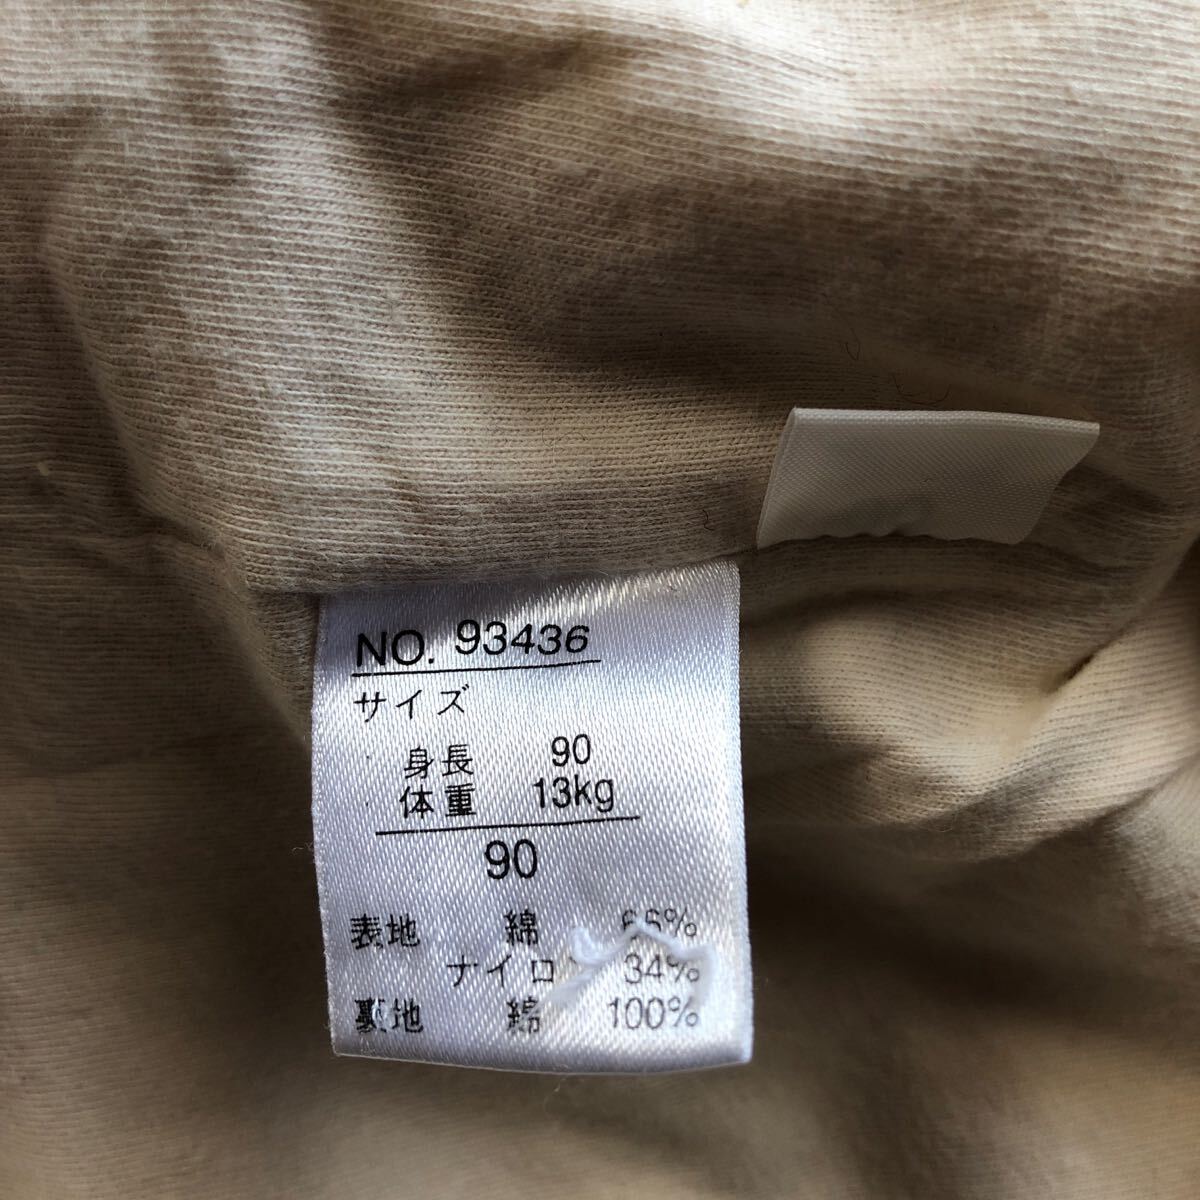 NO. 93436
サイズ
身長 90
体重 13kg
90
表地 綿 66%
ナイロ 34%
裏地 綿 100%